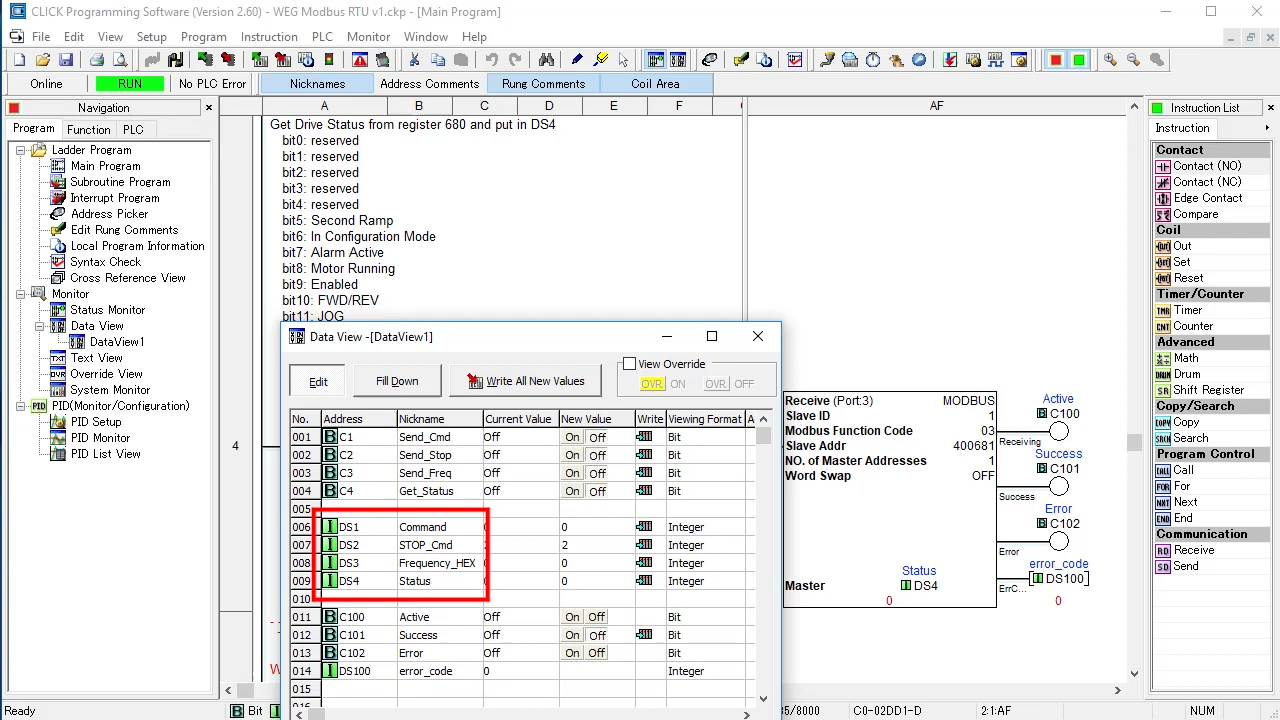 CLICK Programming Software (Version 2.60) - WEG Modbus RTU v1.ckp - [Main Program]
File Edit View Setup Program Instruction PLC Monitor Window Help
Online RUN No PLC Error Nicknames Address Comments Rung Comments Coil Area
Navigation
Program Function PLC
Ladder Program
Main Program
Subroutine Program
Interrupt Program
Address Picker
Edit Rung Comments
Local Program Information
Syntax Check
Cross Reference View
Monitor
Status Monitor
Data View
DataView1
Text View
Override View
System Monitor
PID(Monitor/Configuration)
PID Setup
PID Monitor
PID List View
A B C D E F AF
Get Drive Status from register 680 and put in DS4
bit0: reserved
bit1: reserved
bit2: reserved
bit3: reserved
bit4: reserved
bit5: Second Ramp
bit6: In Configuration Mode
bit7: Alarm Active
bit8: Motor Running
bit9: Enabled
bit10: FWD/REV
bit11: JOG
4
Data View -[DataView1]
Edit Fill Down Write All New Values
View Override
OVR ON OVR OFF
No. Address Nickname Current Value New Value Write Viewing Format A
001 B C1 Send_Cmd Off On Off Bit
002 B C2 Send_Stop Off On Off Bit
003 B C3 Send_Freq Off On Off Bit
004 B C4 Get_Status Off On Off Bit
005
006 I DS1 Command 0 Integer
007 I DS2 STOP_Cmd 2 Integer
008 I DS3 Frequency_HEX 0 Integer
009 I DS4 Status 0 Integer
010
011 B C100 Active Off On Off Bit
012 B C101 Success Off On Off Bit
013 B C102 Error Off On Off Bit
014 I DS100 error_code 0 Integer
015
Receive (Port:3) MODBUS
Slave ID 1
Modbus Function Code 03
Slave Addr 400681
NO. of Master Addresses 1
Word Swap OFF
Status
Master I DS4
0
Active
B C100
Receiving
Success
B C101
Success
Error
B C102
Error
error_code
I DS100
ErrC...
0
Instruction List
Instruction
Contact
Contact (NO)
Contact (NC)
Edge Contact
Compare
Coil
Out
Set
Reset
Timer/Counter
Timer
Counter
Advanced
Math
Drum
Shift Register
Copy/Search
Copy
Search
Program Control
Call
For
Next
End
Communication
Receive
Send
Ready B Bit I 5/8000 C0-02DD1-D 2:1:AF NUM